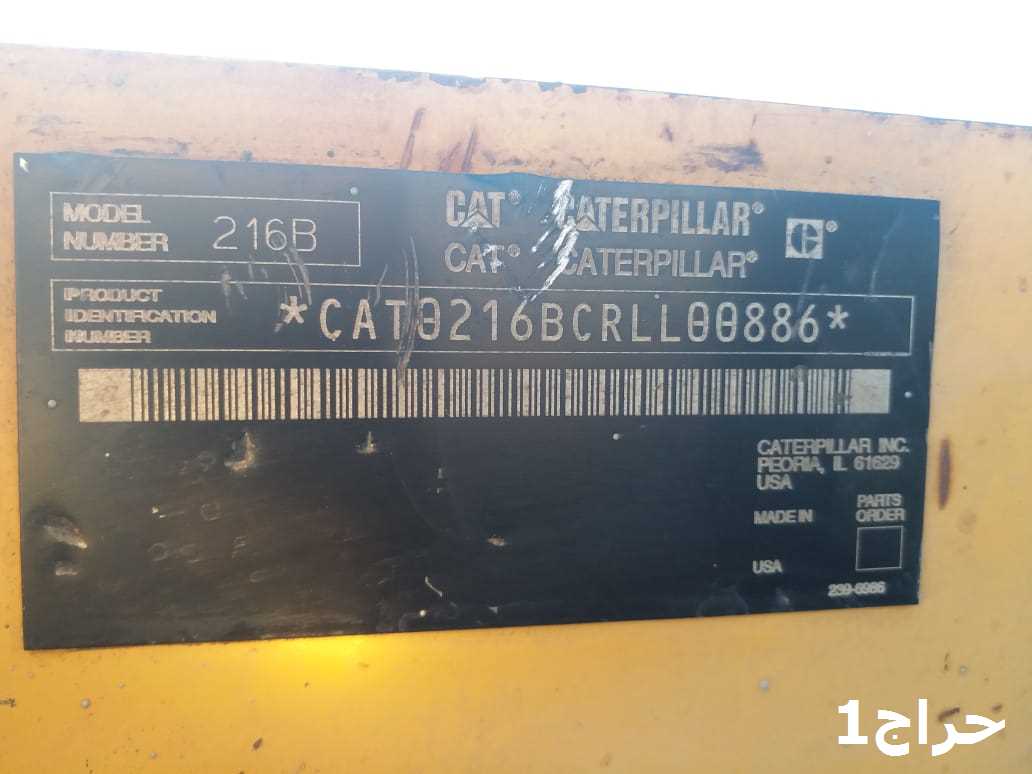 MODEL
NUMBER 216B
CAT® CATERPILLAR®
CAT® CATERPILLAR®
PRODUCT
IDENTIFICATION
NUMBER
*CAT0216BCRLL00886*
CATERPILLAR INC.
PEORIA, IL 61629
USA
MADE IN
PARTS
ORDER
USA
239-5986
حراج1